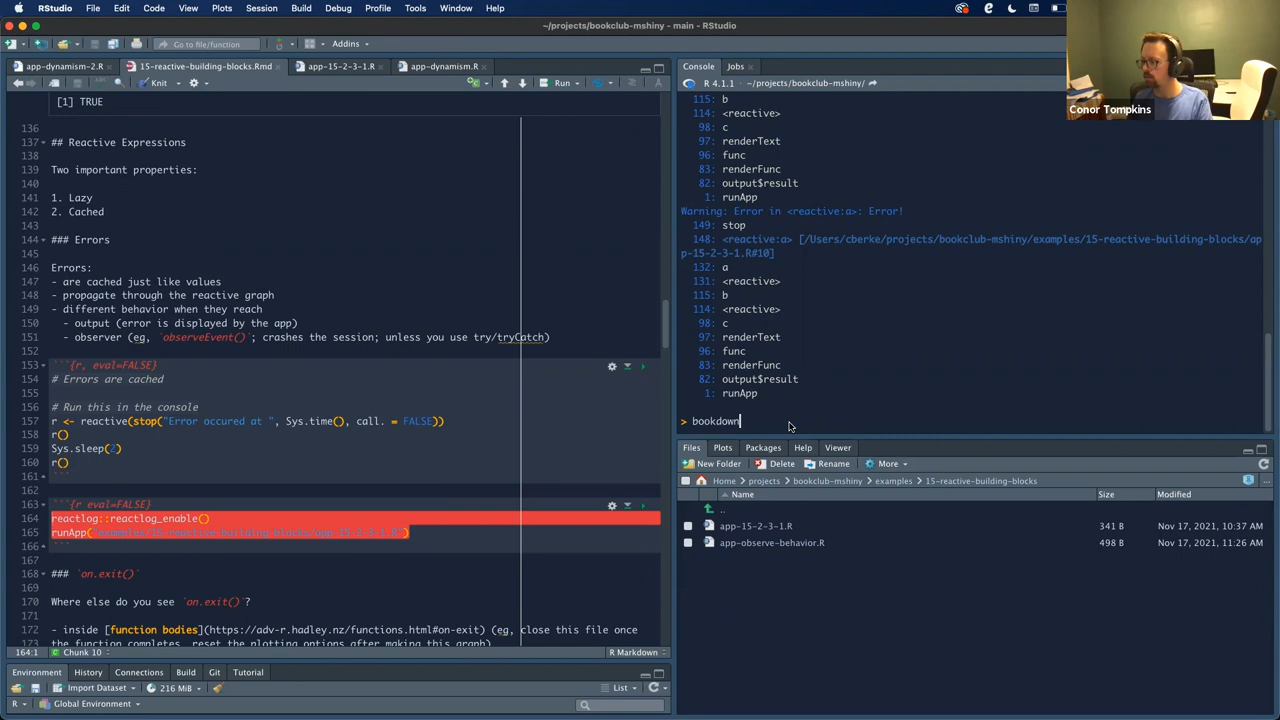 RStudio File Edit Code View Plots Session Build Debug Profile Tools Window Help
~/projects/bookclub-mshiny - main - RStudio
Go to file/function Addins
app-dynamism-2.R 15-reactive-building-blocks.Rmd app-15-2-3-1.R app-dynamism.R
Knit Run
[1] TRUE
136
137 ## Reactive Expressions
138
139 Two important properties:
140
141 1. Lazy
142 2. Cached
143
144 ### Errors
145
146 Errors:
147 - are cached just like values
148 - propagate through the reactive graph
149 - different behavior when they reach
150 - output (error is displayed by the app)
151 - observer (eg, `observeEvent()`; crashes the session; unless you use try/tryCatch)
152
153 ```{r, eval=FALSE}
154 # Errors are cached
155
156 # Run this in the console
157 r <- reactive(stop("Error occured at ", Sys.time(), call. = FALSE))
158 r()
159 Sys.sleep(2)
160 r()
161 ```
162
163 ```{r eval=FALSE}
164 reactlog::reactlog_enable()
165 runApp("examples/15-reactive-building-blocks/app-15-2-3-1.R")
166 ```
167
168 ### `on.exit()`
169
170 Where else do you see `on.exit()`?
171
172 - inside [function bodies](https://adv-r.hadley.nz/functions.html#on-exit) (eg, close this file once
173 the function completes, reset the plotting options after making this graph)
164:1 Chunk 10 R Markdown
Environment History Connections Build Git Tutorial
Import Dataset 216 MiB List
R Global Environment
Console Jobs
R 4.1.1 · ~/projects/bookclub-mshiny/
115: b
114: <reactive>
98: c
97: renderText
96: func
83: renderFunc
82: output$result
1: runApp
Warning: Error in <reactive:a>: Error!
149: stop
148: <reactive:a> [/Users/cberke/projects/bookclub-mshiny/examples/15-reactive-building-blocks/ap
p-15-2-3-1.R#10]
132: a
131: <reactive>
115: b
114: <reactive>
98: c
97: renderText
96: func
83: renderFunc
82: output$result
1: runApp
> bookdown
Files Plots Packages Help Viewer
New Folder Delete Rename More
Home projects bookclub-mshiny examples 15-reactive-building-blocks
Name Size Modified
..
app-15-2-3-1.R 341 B Nov 17, 2021, 10:37 AM
app-observe-behavior.R 498 B Nov 17, 2021, 11:26 AM
Conor Tompkins